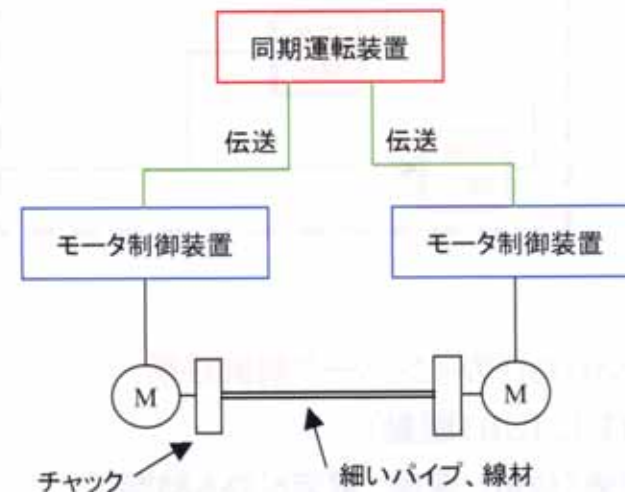 同期運転装置
伝送
伝送
モータ制御装置
モータ制御装置
M
M
チャック
細いパイプ、線材